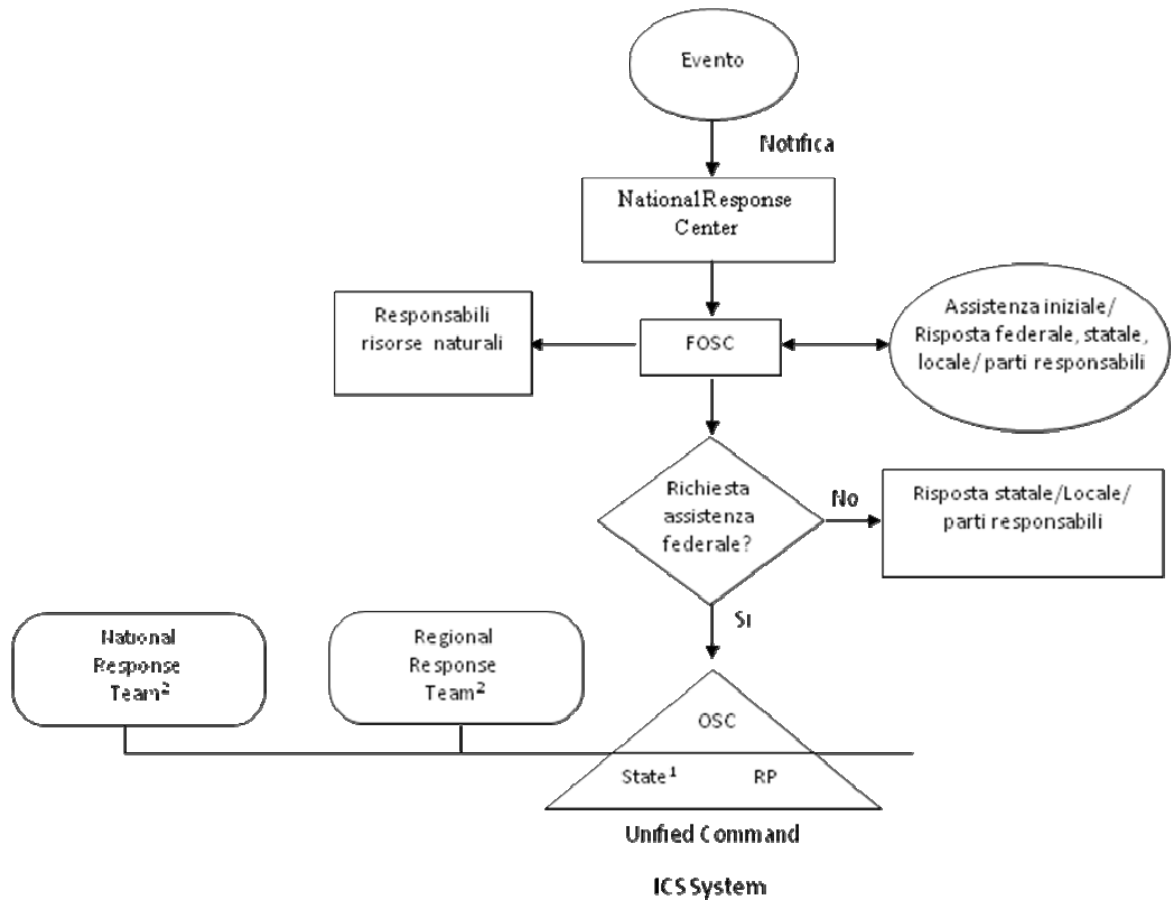 Evento
Notifica
National Response
Center
Responsabili
risorse naturali
FOSC
Assistenza iniziale/
Risposta federale, statale,
locale/ parti responsabili
Richiesta
assistenza
federale?
No
Risposta statale/Locale/
parti responsabili
Si
National
Response
Team²
Regional
Response
Team²
OSC
State¹ RP
Unified Command
ICS System